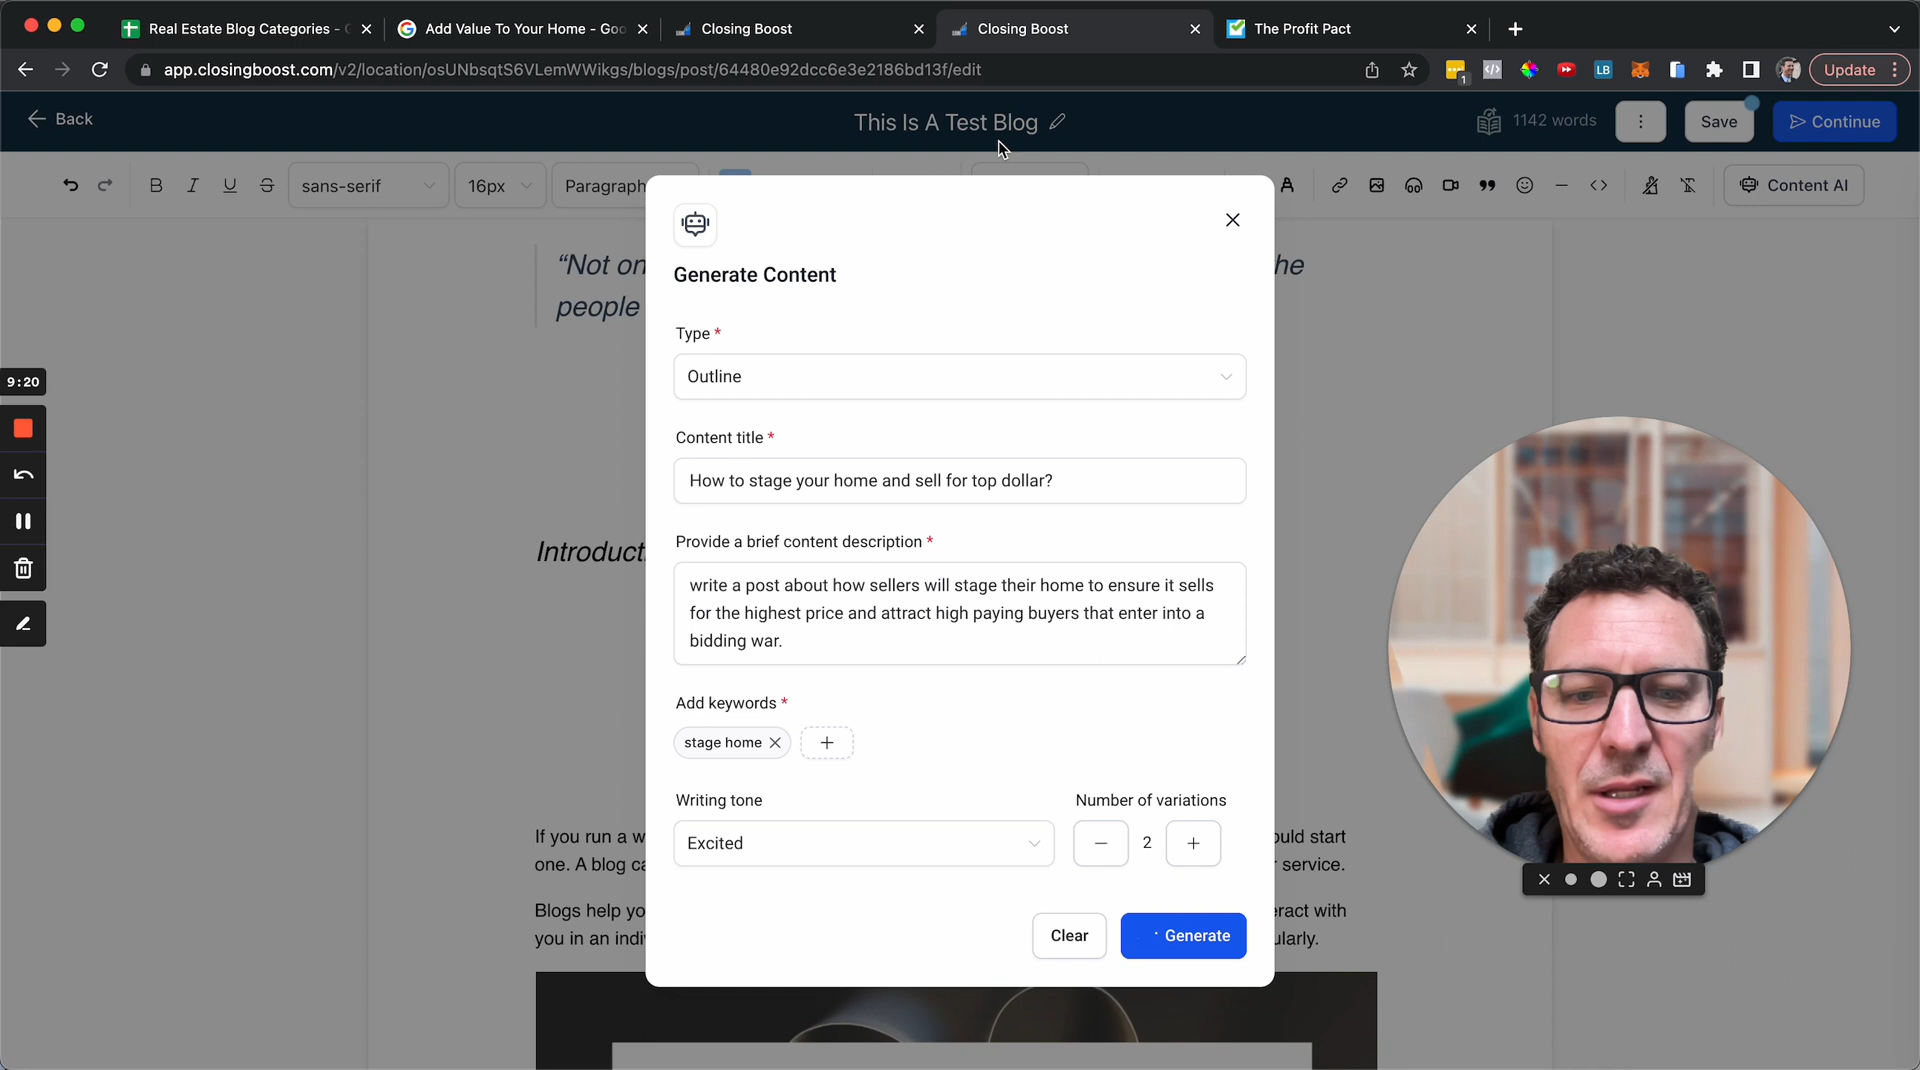 Real Estate Blog Categories - G
Add Value To Your Home - Goo
Closing Boost
Closing Boost
The Profit Pact
app.closingboost.com/v2/location/osUNbsqtS6VLemWWikgs/blogs/post/64480e92dcc6e3e2186bd13f/edit
1
LB
Update
Back
This Is A Test Blog
1142 words
Save
Continue
B I U S sans-serif 16px Paragraph A Content AI
“Not on he
people
Generate Content
Type *
Outline
Content title *
How to stage your home and sell for top dollar?
Provide a brief content description *
write a post about how sellers will stage their home to ensure it sells
for the highest price and attract high paying buyers that enter into a
bidding war.
Add keywords *
stage home
Writing tone
Number of variations
Excited
2
Clear
Generate
9:20
Introducti
If you run a w ould start
one. A blog ca service.
Blogs help yo eract with
you in an indi ularly.